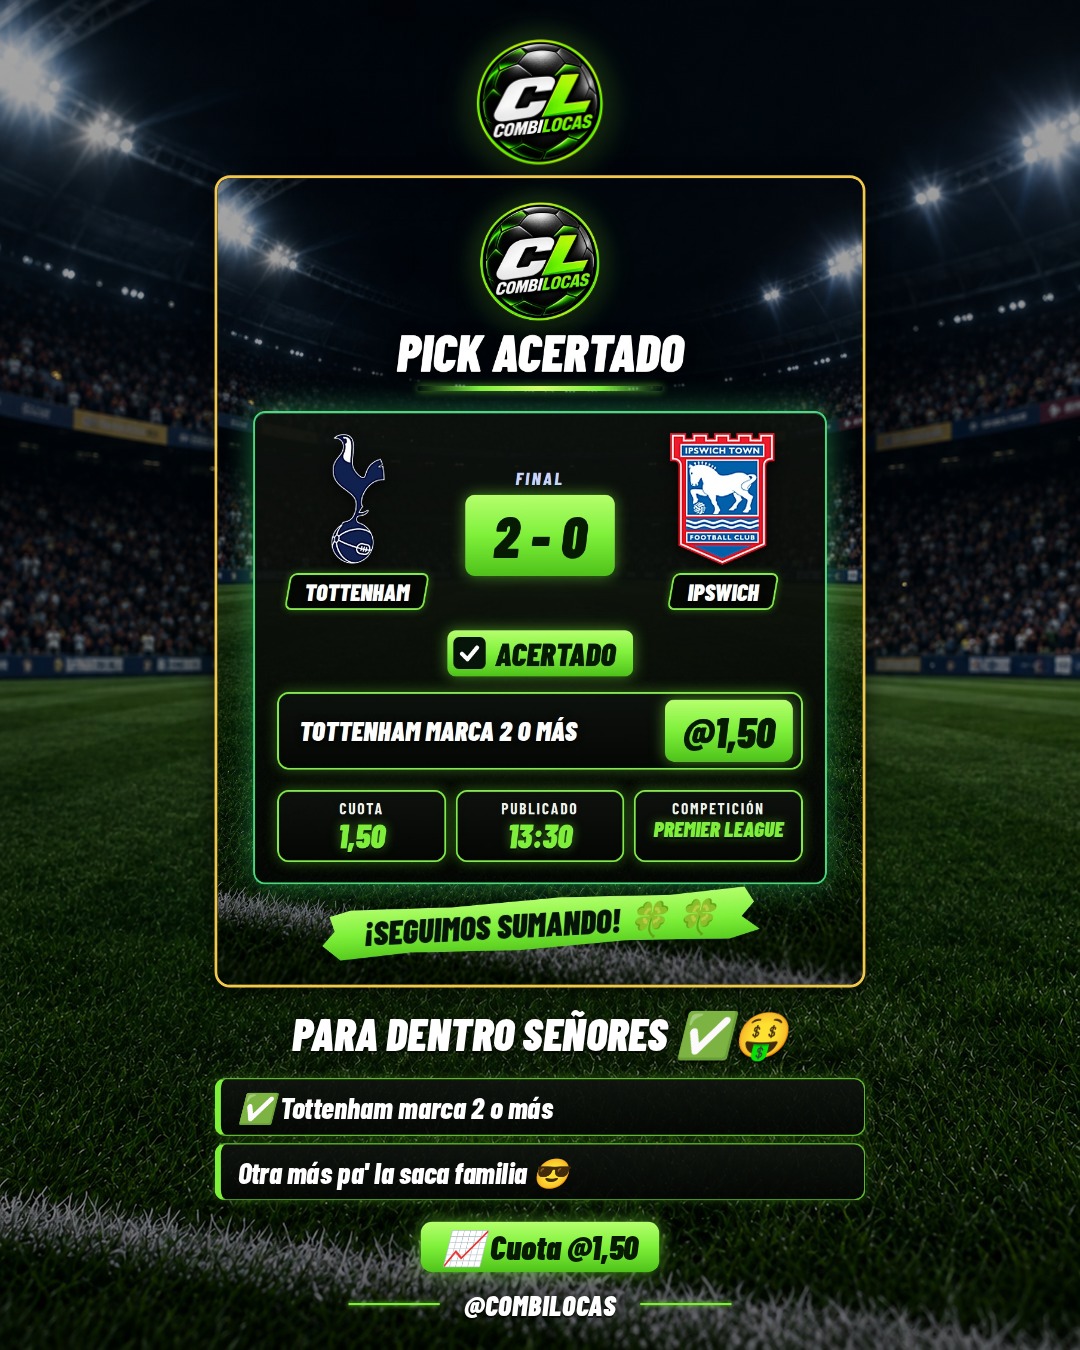 CL
COMBILOCAS
CL
COMBILOCAS
PICK ACERTADO
FINAL
2 - 0
IPSWICH TOWN
FOOTBALL CLUB
TOTTENHAM
IPSWICH
✅ ACERTADO
TOTTENHAM MARCA 2 O MÁS
@1,50
CUOTA
1,50
PUBLICADO
13:30
COMPETICIÓN
PREMIER LEAGUE
¡SEGUIMOS SUMANDO! 🍀 🍀
PARA DENTRO SEÑORES ✅🤑
✅ Tottenham marca 2 o más
Otra más pa' la saca familia 😎
📈 Cuota @1,50
@COMBILOCAS